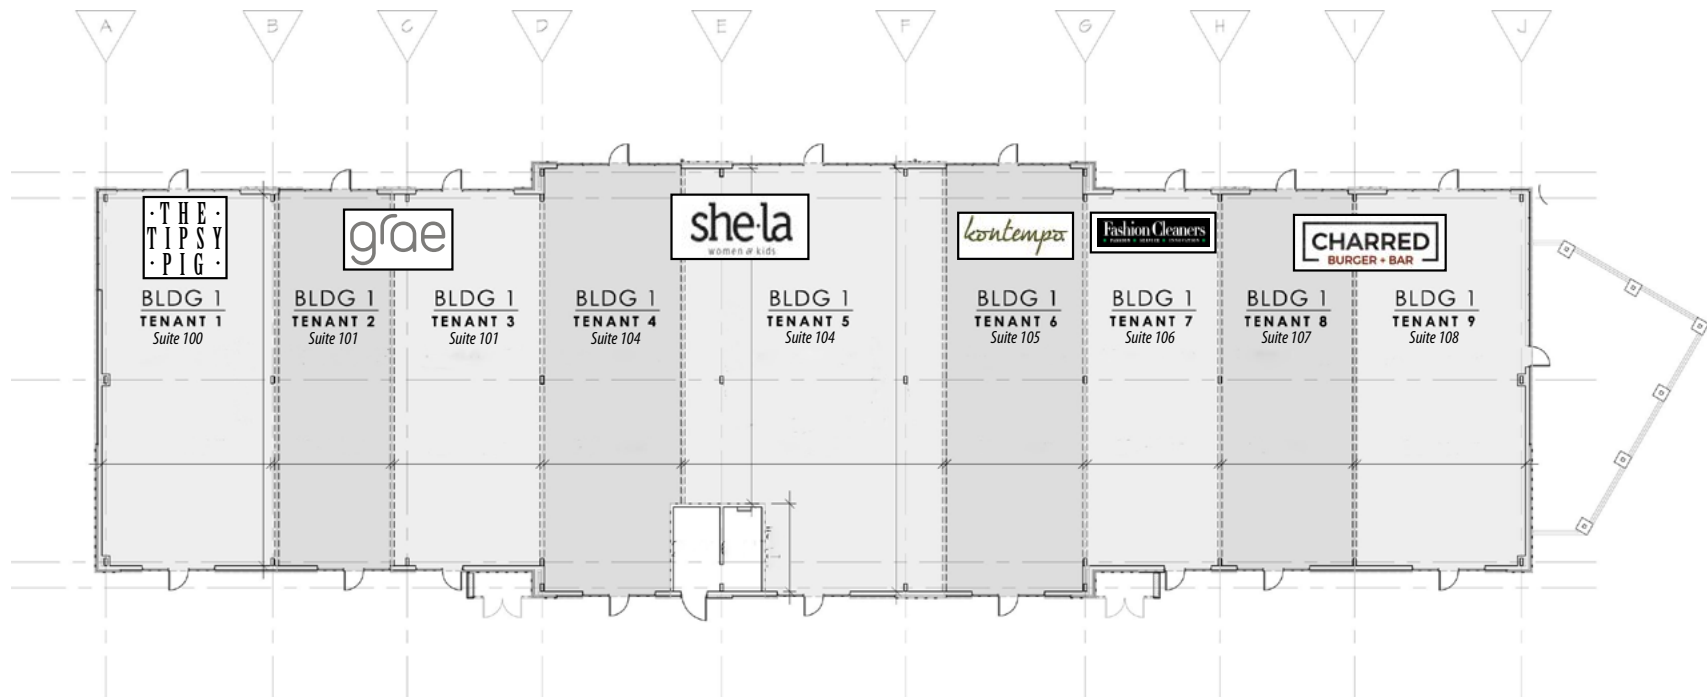 A B C D E F G H I J
·THE·
TIPSY
·PIG·
grae
she·la
women & kids
kontempo
Fashion Cleaners
CHARRED
BURGER + BAR
BLDG 1
TENANT 1
Suite 100
BLDG 1
TENANT 2
Suite 101
BLDG 1
TENANT 3
Suite 101
BLDG 1
TENANT 4
Suite 104
BLDG 1
TENANT 5
Suite 104
BLDG 1
TENANT 6
Suite 105
BLDG 1
TENANT 7
Suite 106
BLDG 1
TENANT 8
Suite 107
BLDG 1
TENANT 9
Suite 108